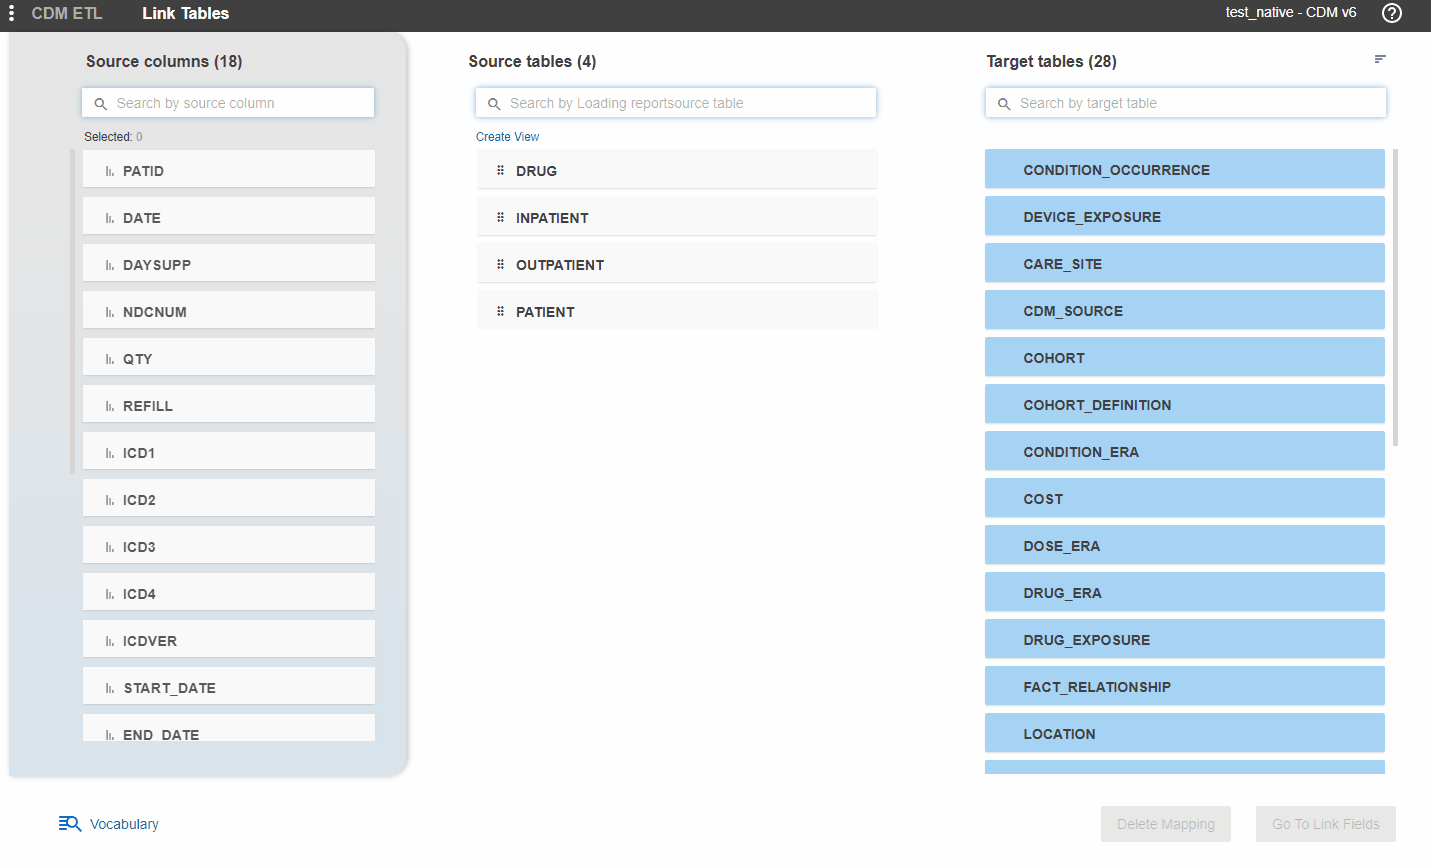 CDM ETL Link Tables test_native - CDM v6
Source columns (18)
Search by source column
Selected: 0
PATID
DATE
DAYSUPP
NDCNUM
QTY
REFILL
ICD1
ICD2
ICD3
ICD4
ICDVER
START_DATE
END_DATE
Source tables (4)
Search by Loading reportsource table
Create View
DRUG
INPATIENT
OUTPATIENT
PATIENT
Target tables (28)
Search by target table
CONDITION_OCCURRENCE
DEVICE_EXPOSURE
CARE_SITE
CDM_SOURCE
COHORT
COHORT_DEFINITION
CONDITION_ERA
COST
DOSE_ERA
DRUG_ERA
DRUG_EXPOSURE
FACT_RELATIONSHIP
LOCATION
Vocabulary
Delete Mapping
Go To Link Fields